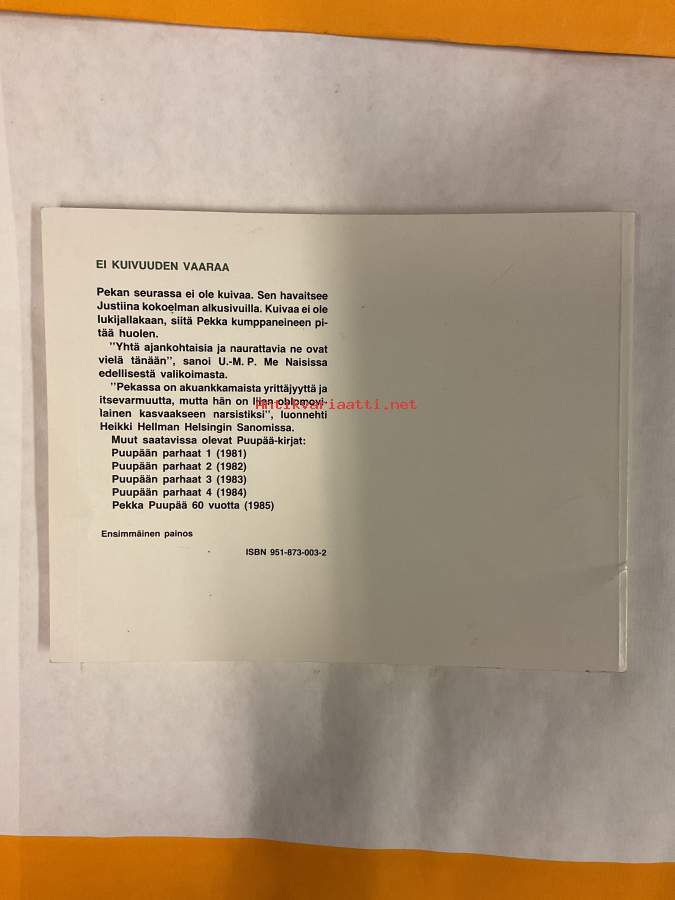 EI KUIVUUDEN VAARAA
Pekan seurassa ei ole kuivaa. Sen havaitsee
Justiina kokoelman alkusivuilla. Kuivaa ei ole
lukijallakaan, siitä Pekka kumppaneineen pi-
tää huolen.
"Yhtä ajankohtaisia ja naurattavia ne ovat
vielä tänään", sanoi U.-M. P. Me Naisissa
edellisestä valikoimasta.
"Pekassa on akuankkamaista yrittäjyyttä ja
itsevarmuutta, mutta hän on liian oblomovi-
lainen kasvaakseen narsistiksi", luonnehti
Heikki Hellman Helsingin Sanomissa.
Muut saatavissa olevat Puupää-kirjat:
Puupään parhaat 1 (1981)
Puupään parhaat 2 (1982)
Puupään parhaat 3 (1983)
Puupään parhaat 4 (1984)
Pekka Puupää 60 vuotta (1985)
Ensimmäinen painos
ISBN 951-873-003-2
Antikvariaatti.net